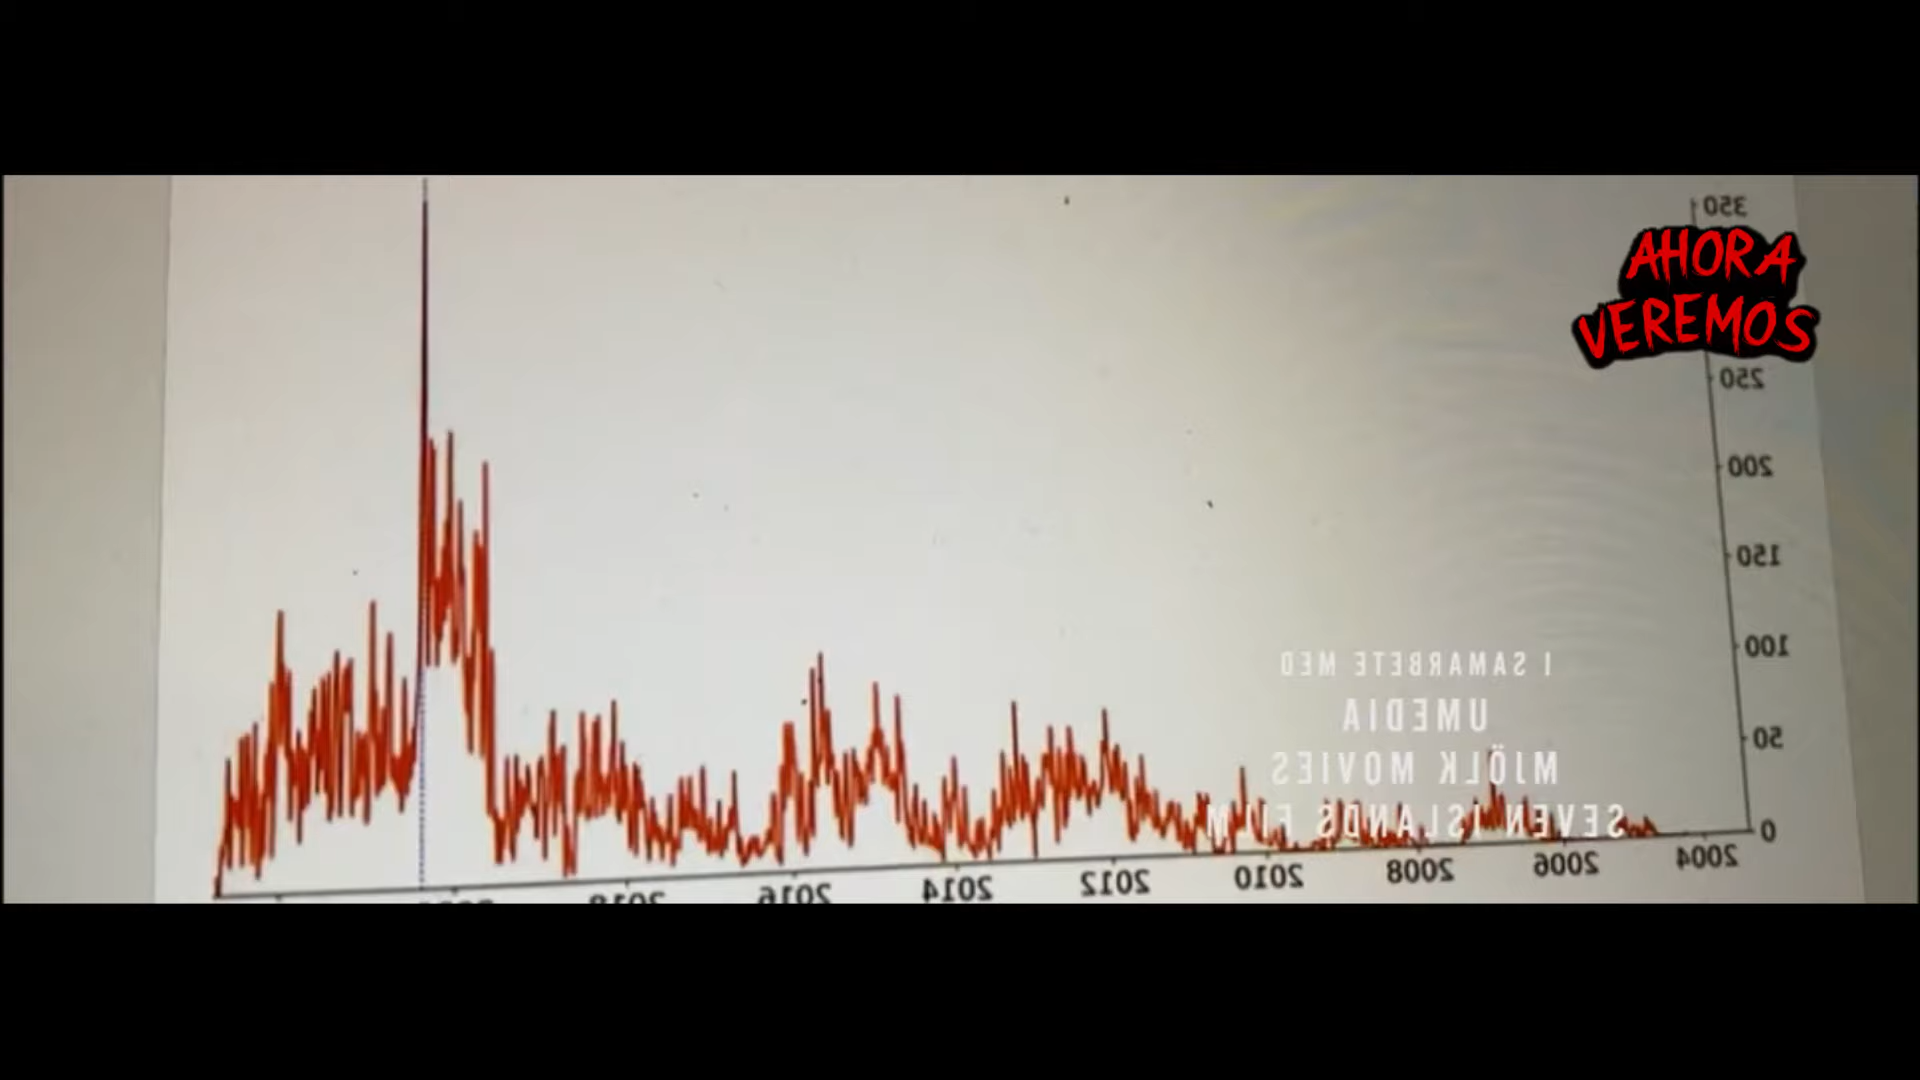 AHORA
VEREMOS
350
250
200
150
100
50
0
I SAMARBETE MED
UMEDIA
MJÖLK MOVIES
SEVEN ISLANDS FILM
2004
2006
2008
2010
2012
2014
2016
2018